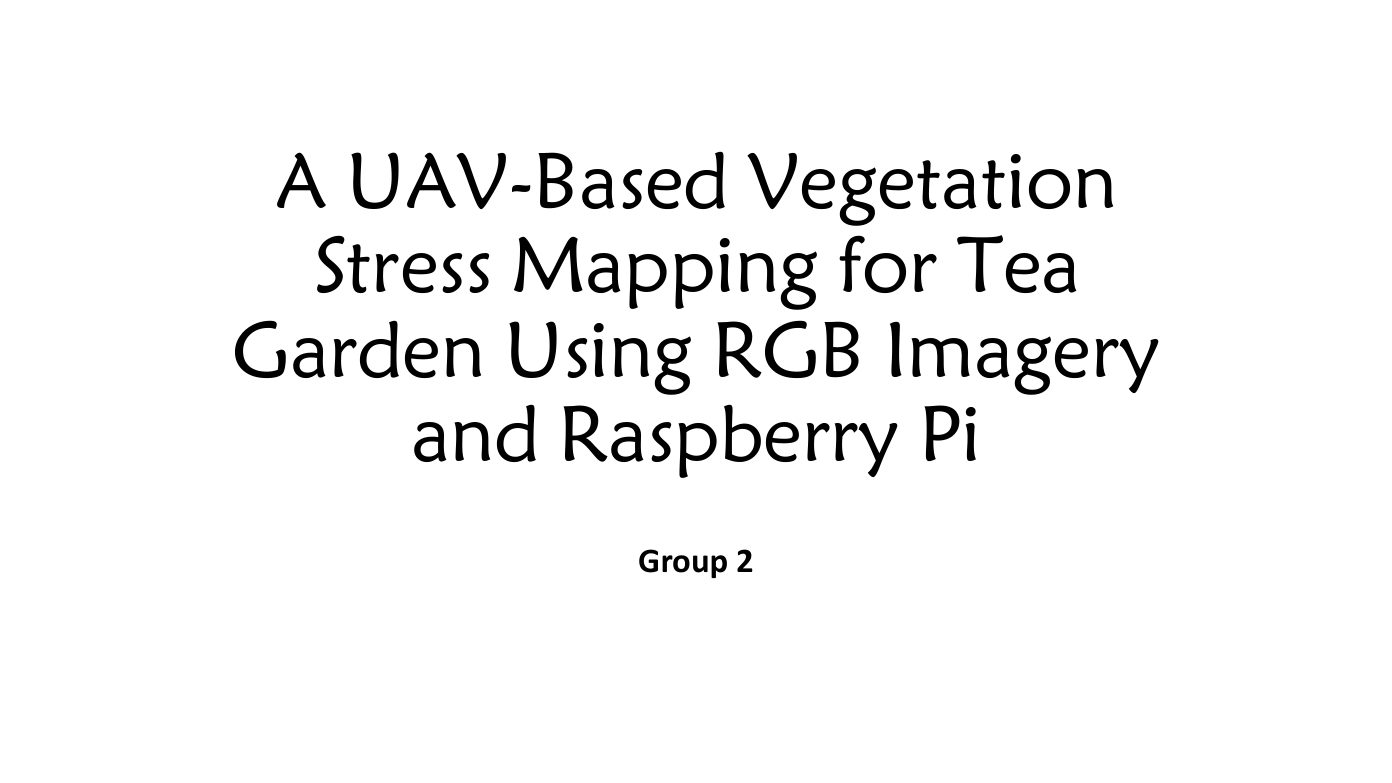 A UAV-Based Vegetation
Stress Mapping for Tea
Garden Using RGB Imagery
and Raspberry Pi
Group 2